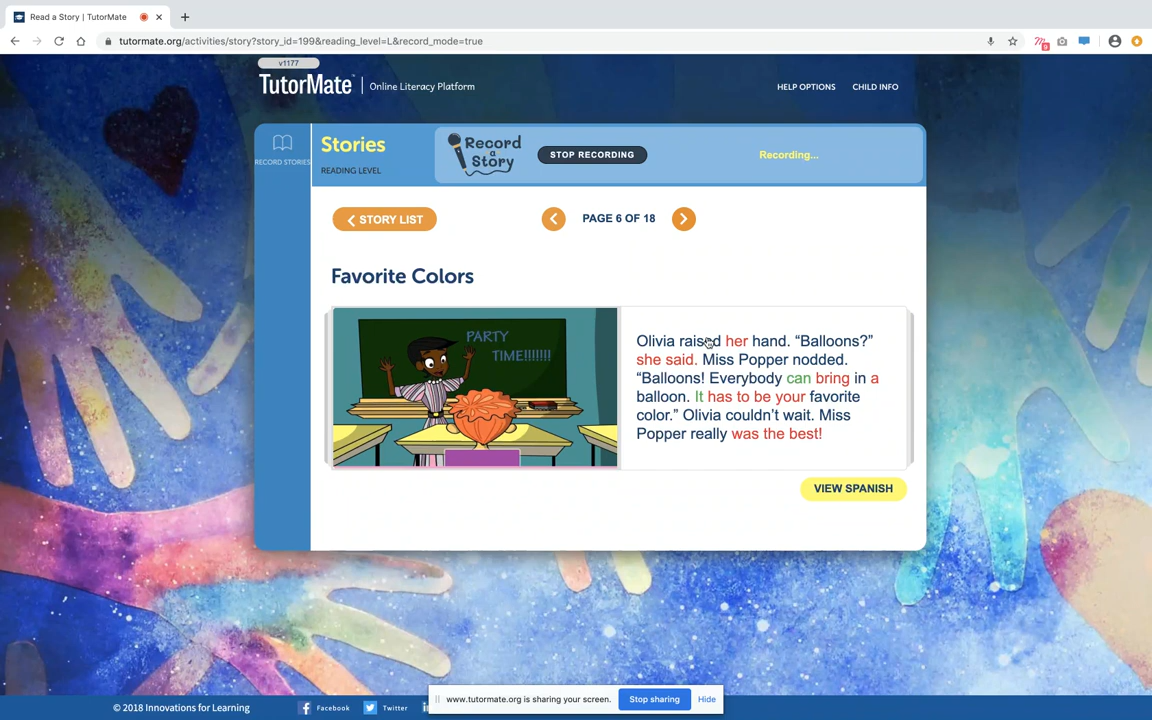 Read a Story | TutorMate
tutormate.org/activities/story?story_id=199&reading_level=L&record_mode=true
9
v1177
TutorMate™ | Online Literacy Platform
HELP OPTIONS
CHILD INFO
RECORD STORIES
Stories
READING LEVEL
Record
a
Story
STOP RECORDING
Recording...
STORY LIST
PAGE 6 OF 18
Favorite Colors
PARTY
TIME!!!!!!!
Olivia raised her hand. “Balloons?”
she said. Miss Popper nodded.
“Balloons! Everybody can bring in a
balloon. It has to be your favorite
color.” Olivia couldn’t wait. Miss
Popper really was the best!
VIEW SPANISH
© 2018 Innovations for Learning
Facebook
Twitter
www.tutormate.org is sharing your screen.
Stop sharing
Hide